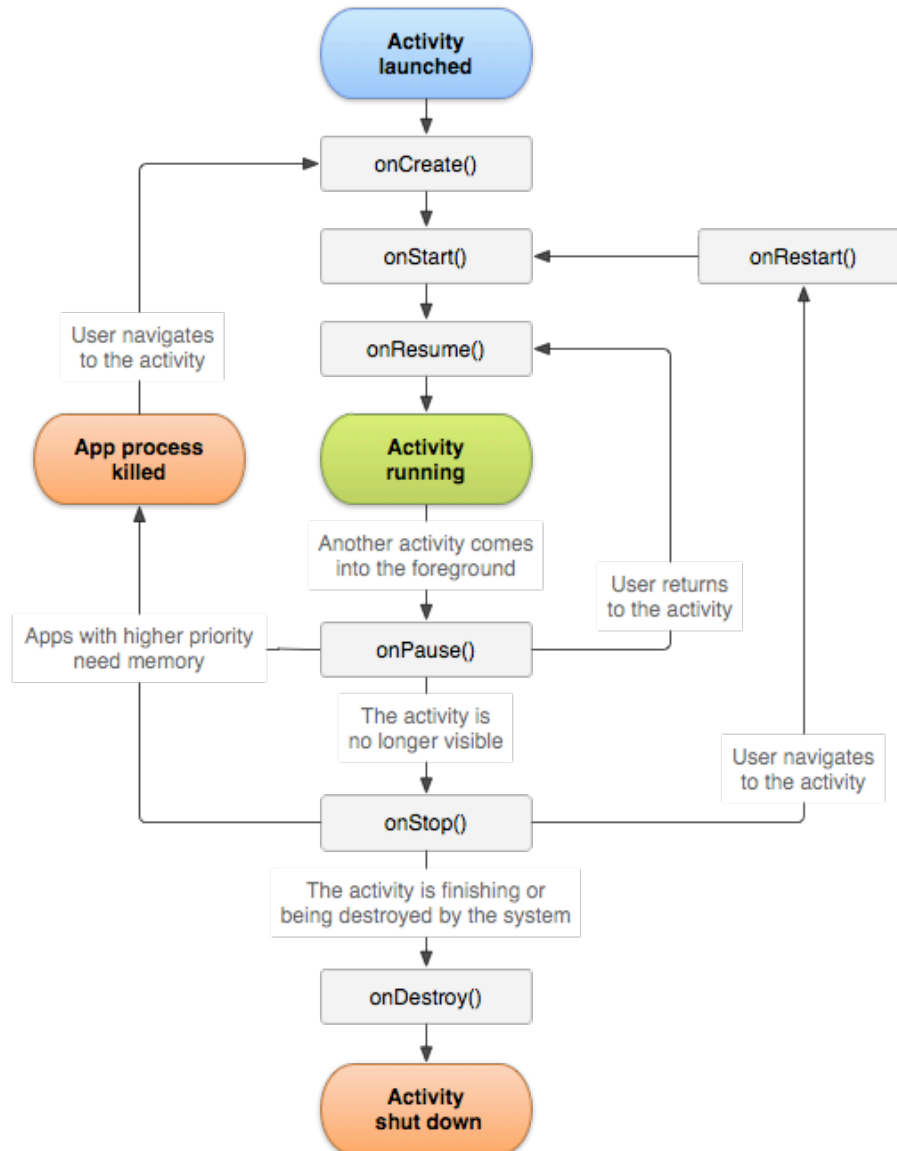 Activity
launched
onCreate()
onStart()
onRestart()
onResume()
User navigates
to the activity
App process
killed
Activity
running
Another activity comes
into the foreground
User returns
to the activity
Apps with higher priority
need memory
onPause()
The activity is
no longer visible
User navigates
to the activity
onStop()
The activity is finishing or
being destroyed by the system
onDestroy()
Activity
shut down